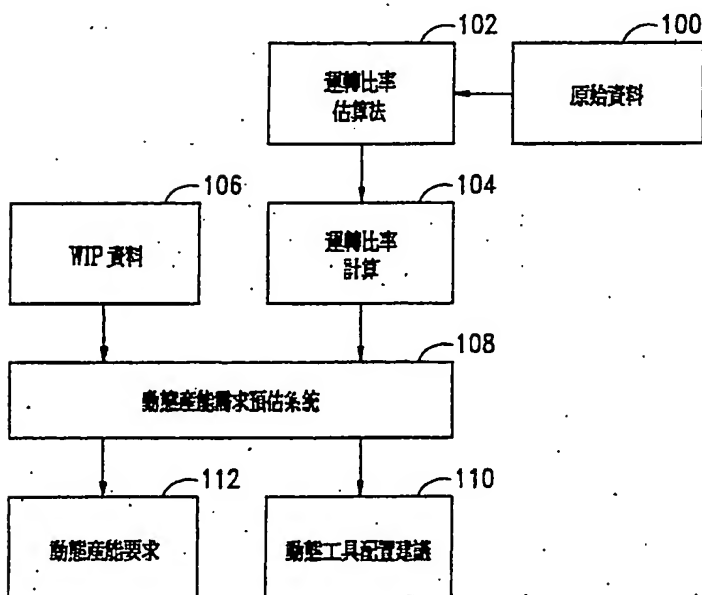 102
100
運轉比率
估算法
原始資料
106
104
WIP 資料
運轉比率
計算
108
動態産能需求預估系統
112
110
動態産能要求
動態工具配置建議